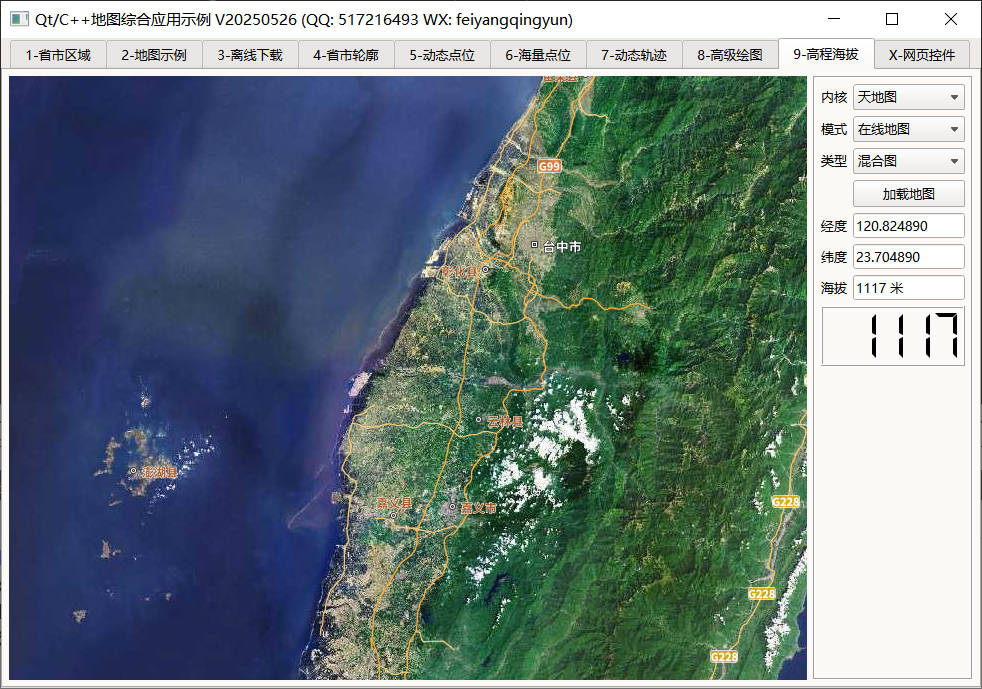 Qt/C++地图综合应用示例 V20250526 (QQ: 517216493 WX: feiyangqingyun)
1-省市区域 2-地图示例 3-离线下载 4-省市轮廓 5-动态点位 6-海量点位 7-动态轨迹 8-高级绘图 9-高程海拔 X-网页控件
内核 天地图
模式 在线地图
类型 混合图
加载地图
经度 120.824890
纬度 23.704890
海拔 1117 米
1117
G99
台中市
彰化县
云林县
澎湖县
嘉义县
嘉义市
G228
G228
G228